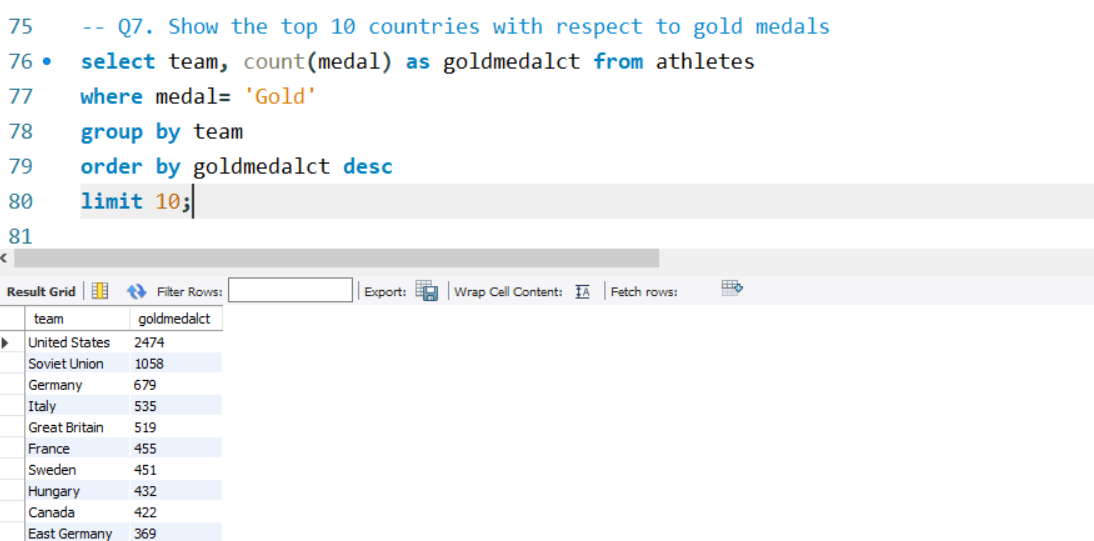 75 -- Q7. Show the top 10 countries with respect to gold medals
76 select team, count(medal) as goldmedalct from athletes
77 where medal= 'Gold'
78 group by team
79 order by goldmedalct desc
80 limit 10;
81
Result Grid Filter Rows: Export: Wrap Cell Content: IA Fetch rows:
team goldmedalct
United States 2474
Soviet Union 1058
Germany 679
Italy 535
Great Britain 519
France 455
Sweden 451
Hungary 432
Canada 422
East Germany 369